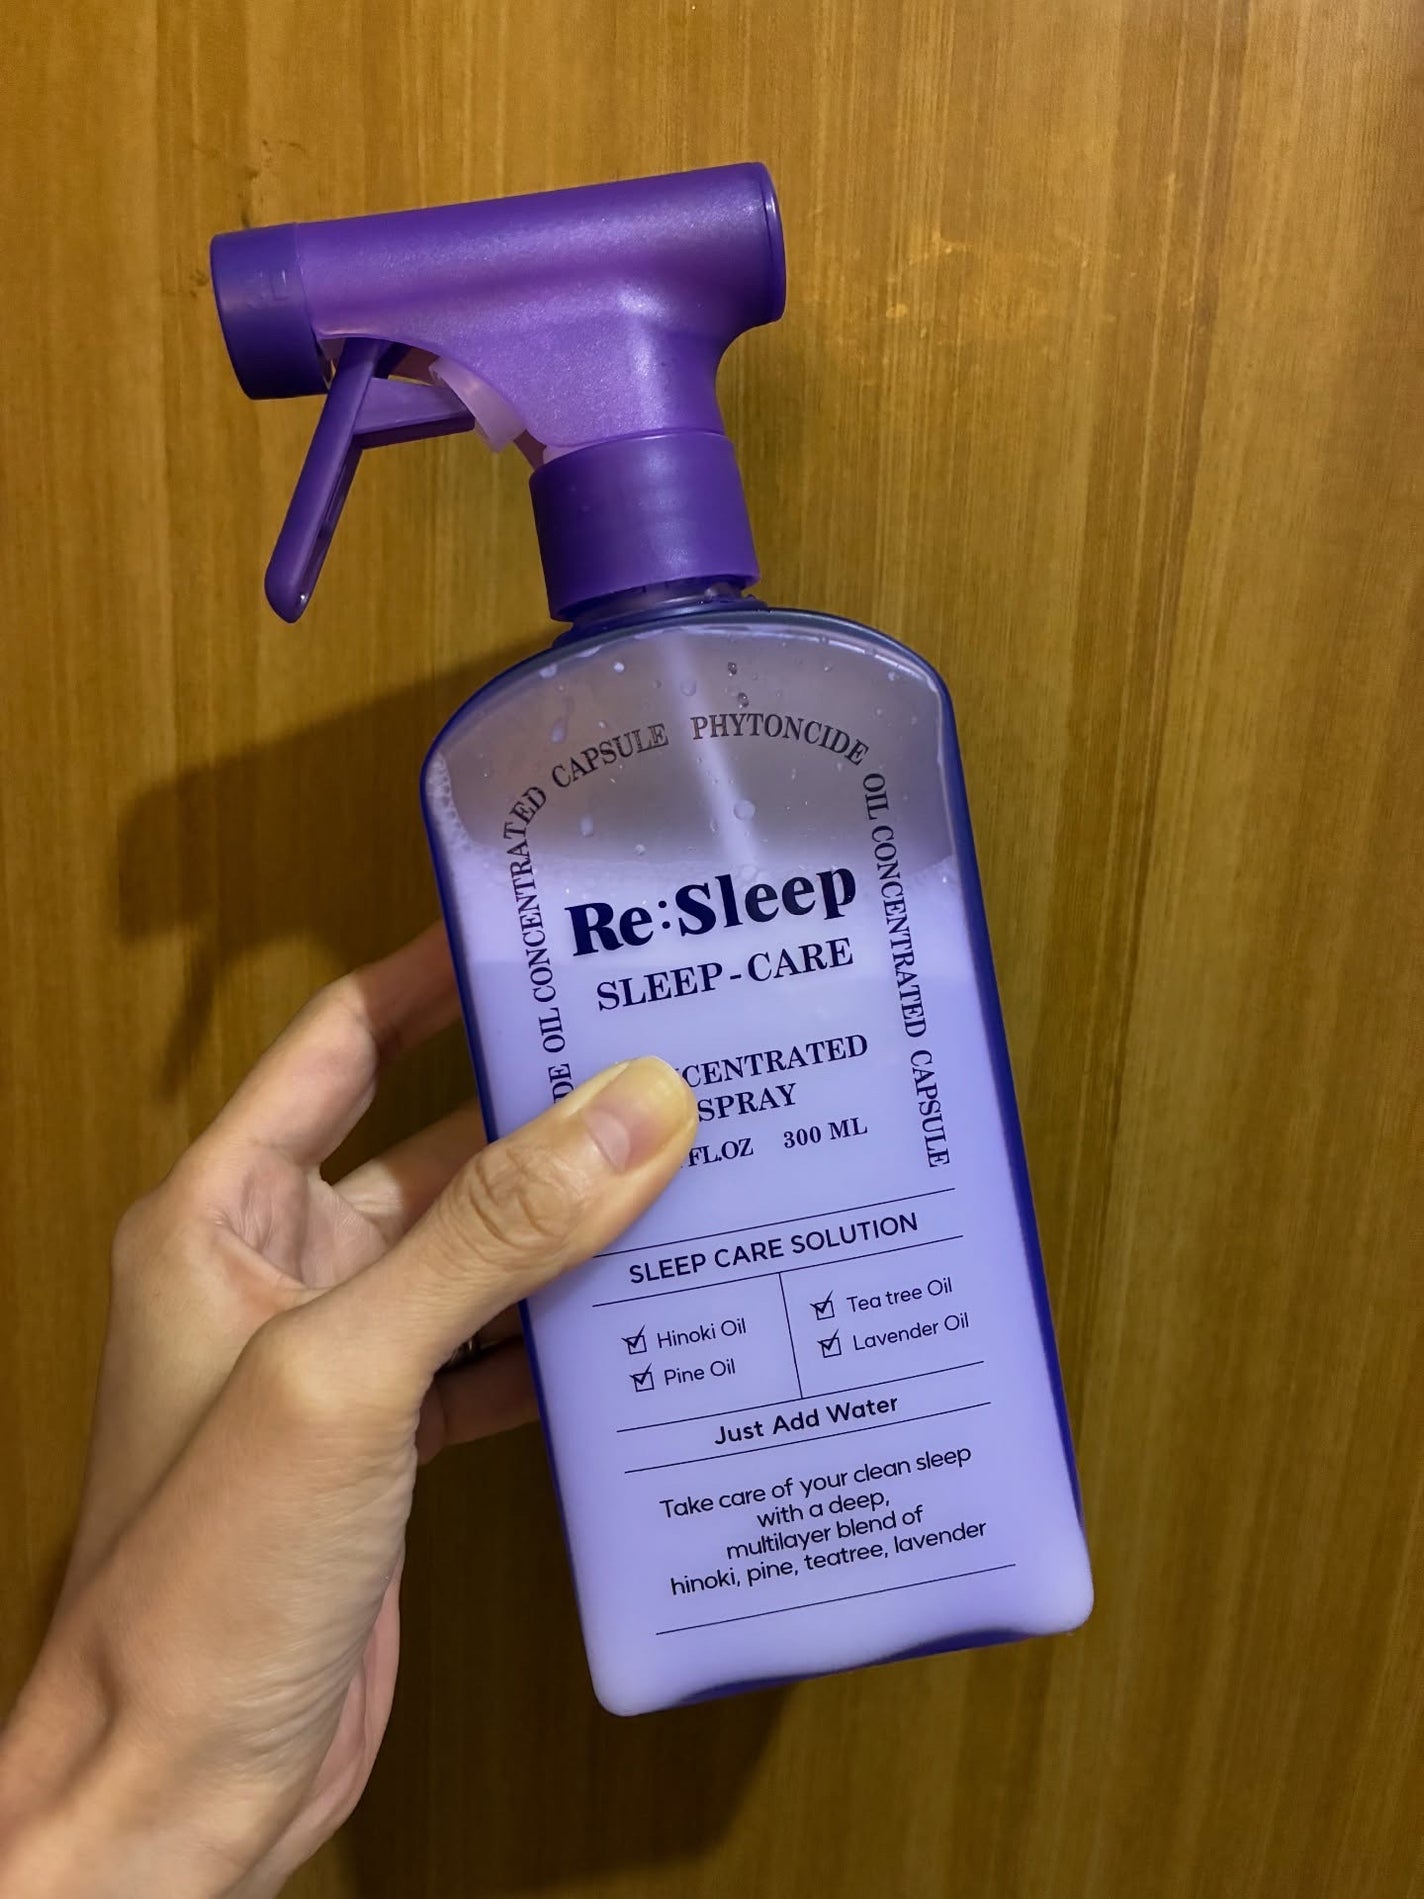 OIL CONCENTRATED CAPSULE PHYTONCIDE OIL CONCENTRATED CAPSULE
Re:Sleep
SLEEP-CARE
SPRAY
FL.OZ 300 ML
SLEEP CARE SOLUTION
Hinoki Oil
Pine Oil
Tea tree Oil
Lavender Oil
Just Add Water
Take care of your clean sleep
with a deep,
multilayer blend of
hinoki, pine, teatree, lavender